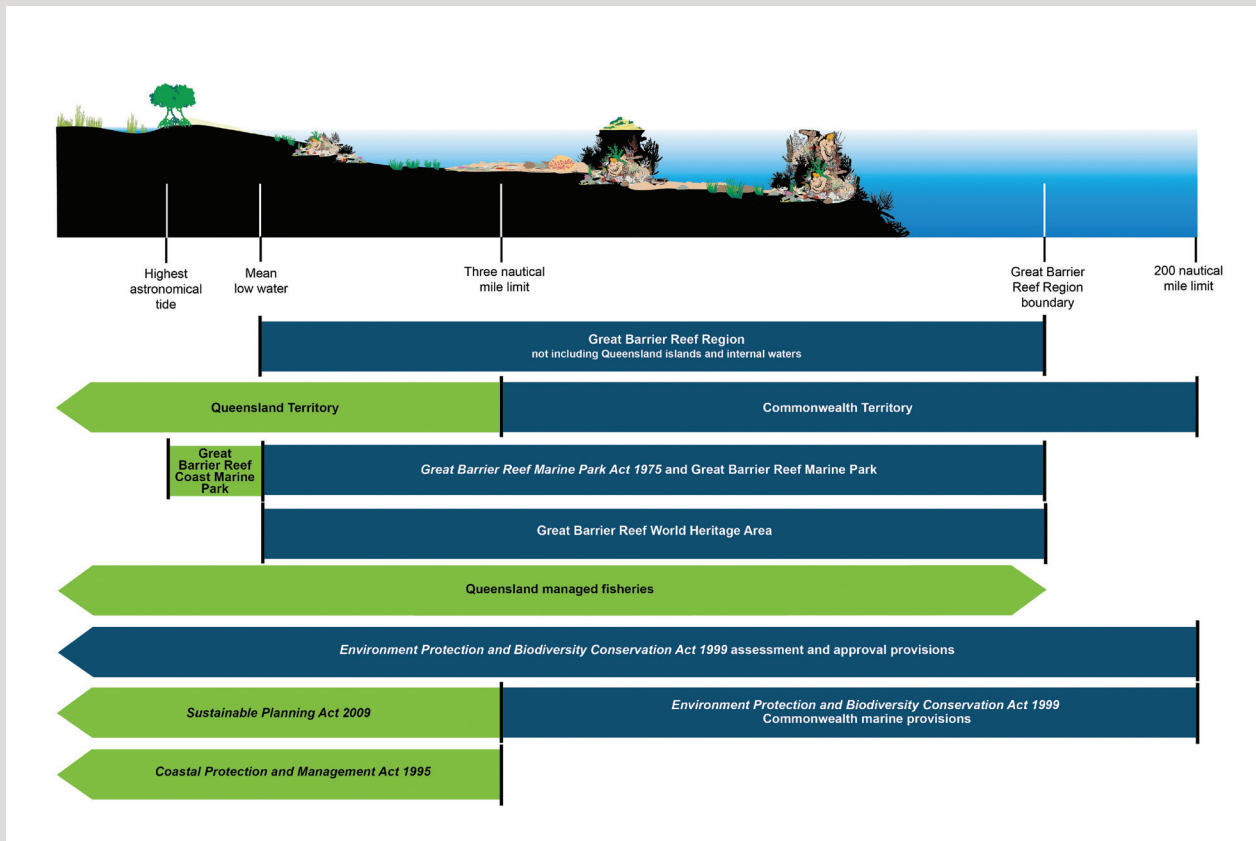 Highest
astronomical
tide
Mean
low water
Three nautical
mile limit
Great Barrier
Reef Region
boundary
200 nautical
mile limit
Great Barrier Reef Region
not including Queensland islands and internal waters
Queensland Territory
Commonwealth Territory
Great
Barrier Reef
Coast Marine
Park
Great Barrier Reef Marine Park Act 1975 and Great Barrier Reef Marine Park
Great Barrier Reef World Heritage Area
Queensland managed fisheries
Environment Protection and Biodiversity Conservation Act 1999 assessment and approval provisions
Sustainable Planning Act 2009
Environment Protection and Biodiversity Conservation Act 1999
Commonwealth marine provisions
Coastal Protection and Management Act 1995